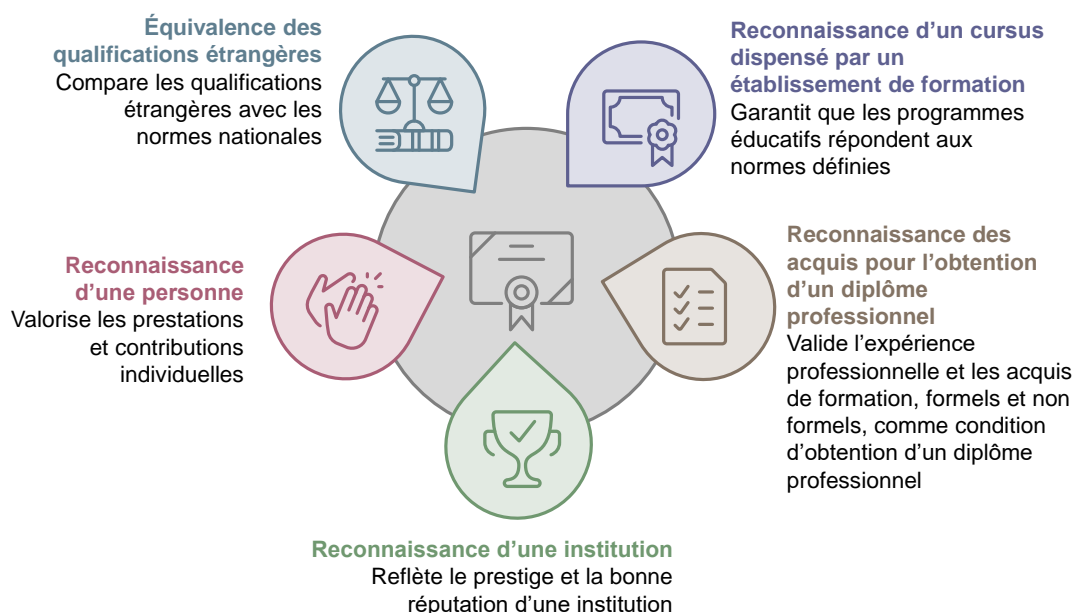 Équivalence des
qualifications étrangères
Compare les qualifications
étrangères avec les
normes nationales
Reconnaissance d’un cursus
dispensé par un
établissement de formation
Garantit que les programmes
éducatifs répondent aux
normes définies
Reconnaissance
d’une personne
Valorise les prestations
et contributions
individuelles
Reconnaissance des
acquis pour l’obtention
d’un diplôme
professionnel
Valide l’expérience
professionnelle et les acquis
de formation, formels et non
formels, comme condition
d’obtention d’un diplôme
professionnel
Reconnaissance d’une institution
Reflète le prestige et la bonne
réputation d’une institution